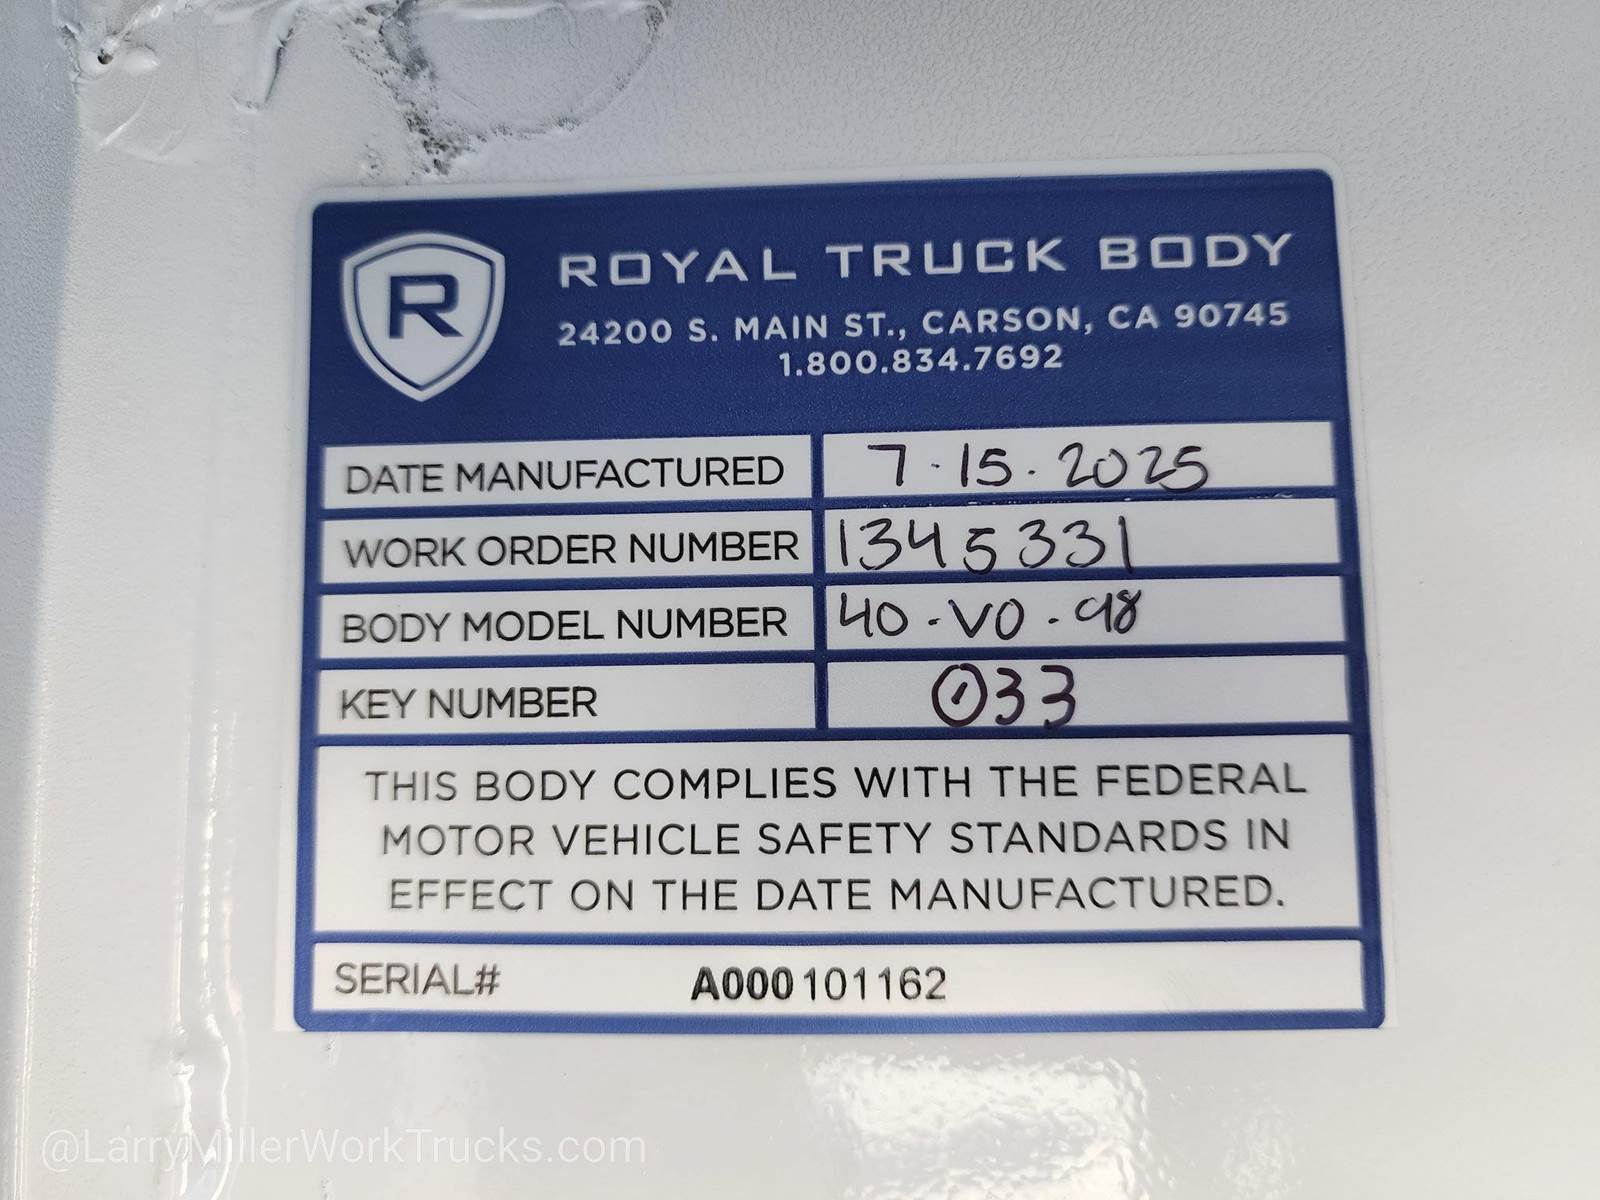 R
ROYAL TRUCK BODY
24200 S. MAIN ST., CARSON, CA 90745
1.800.834.7692
DATE MANUFACTURED 7-15-2025
WORK ORDER NUMBER 1345331
BODY MODEL NUMBER 40-VO-98
KEY NUMBER 033
THIS BODY COMPLIES WITH THE FEDERAL
MOTOR VEHICLE SAFETY STANDARDS IN
EFFECT ON THE DATE MANUFACTURED.
SERIAL# A000101162
@LarryMillerWorkTrucks.com